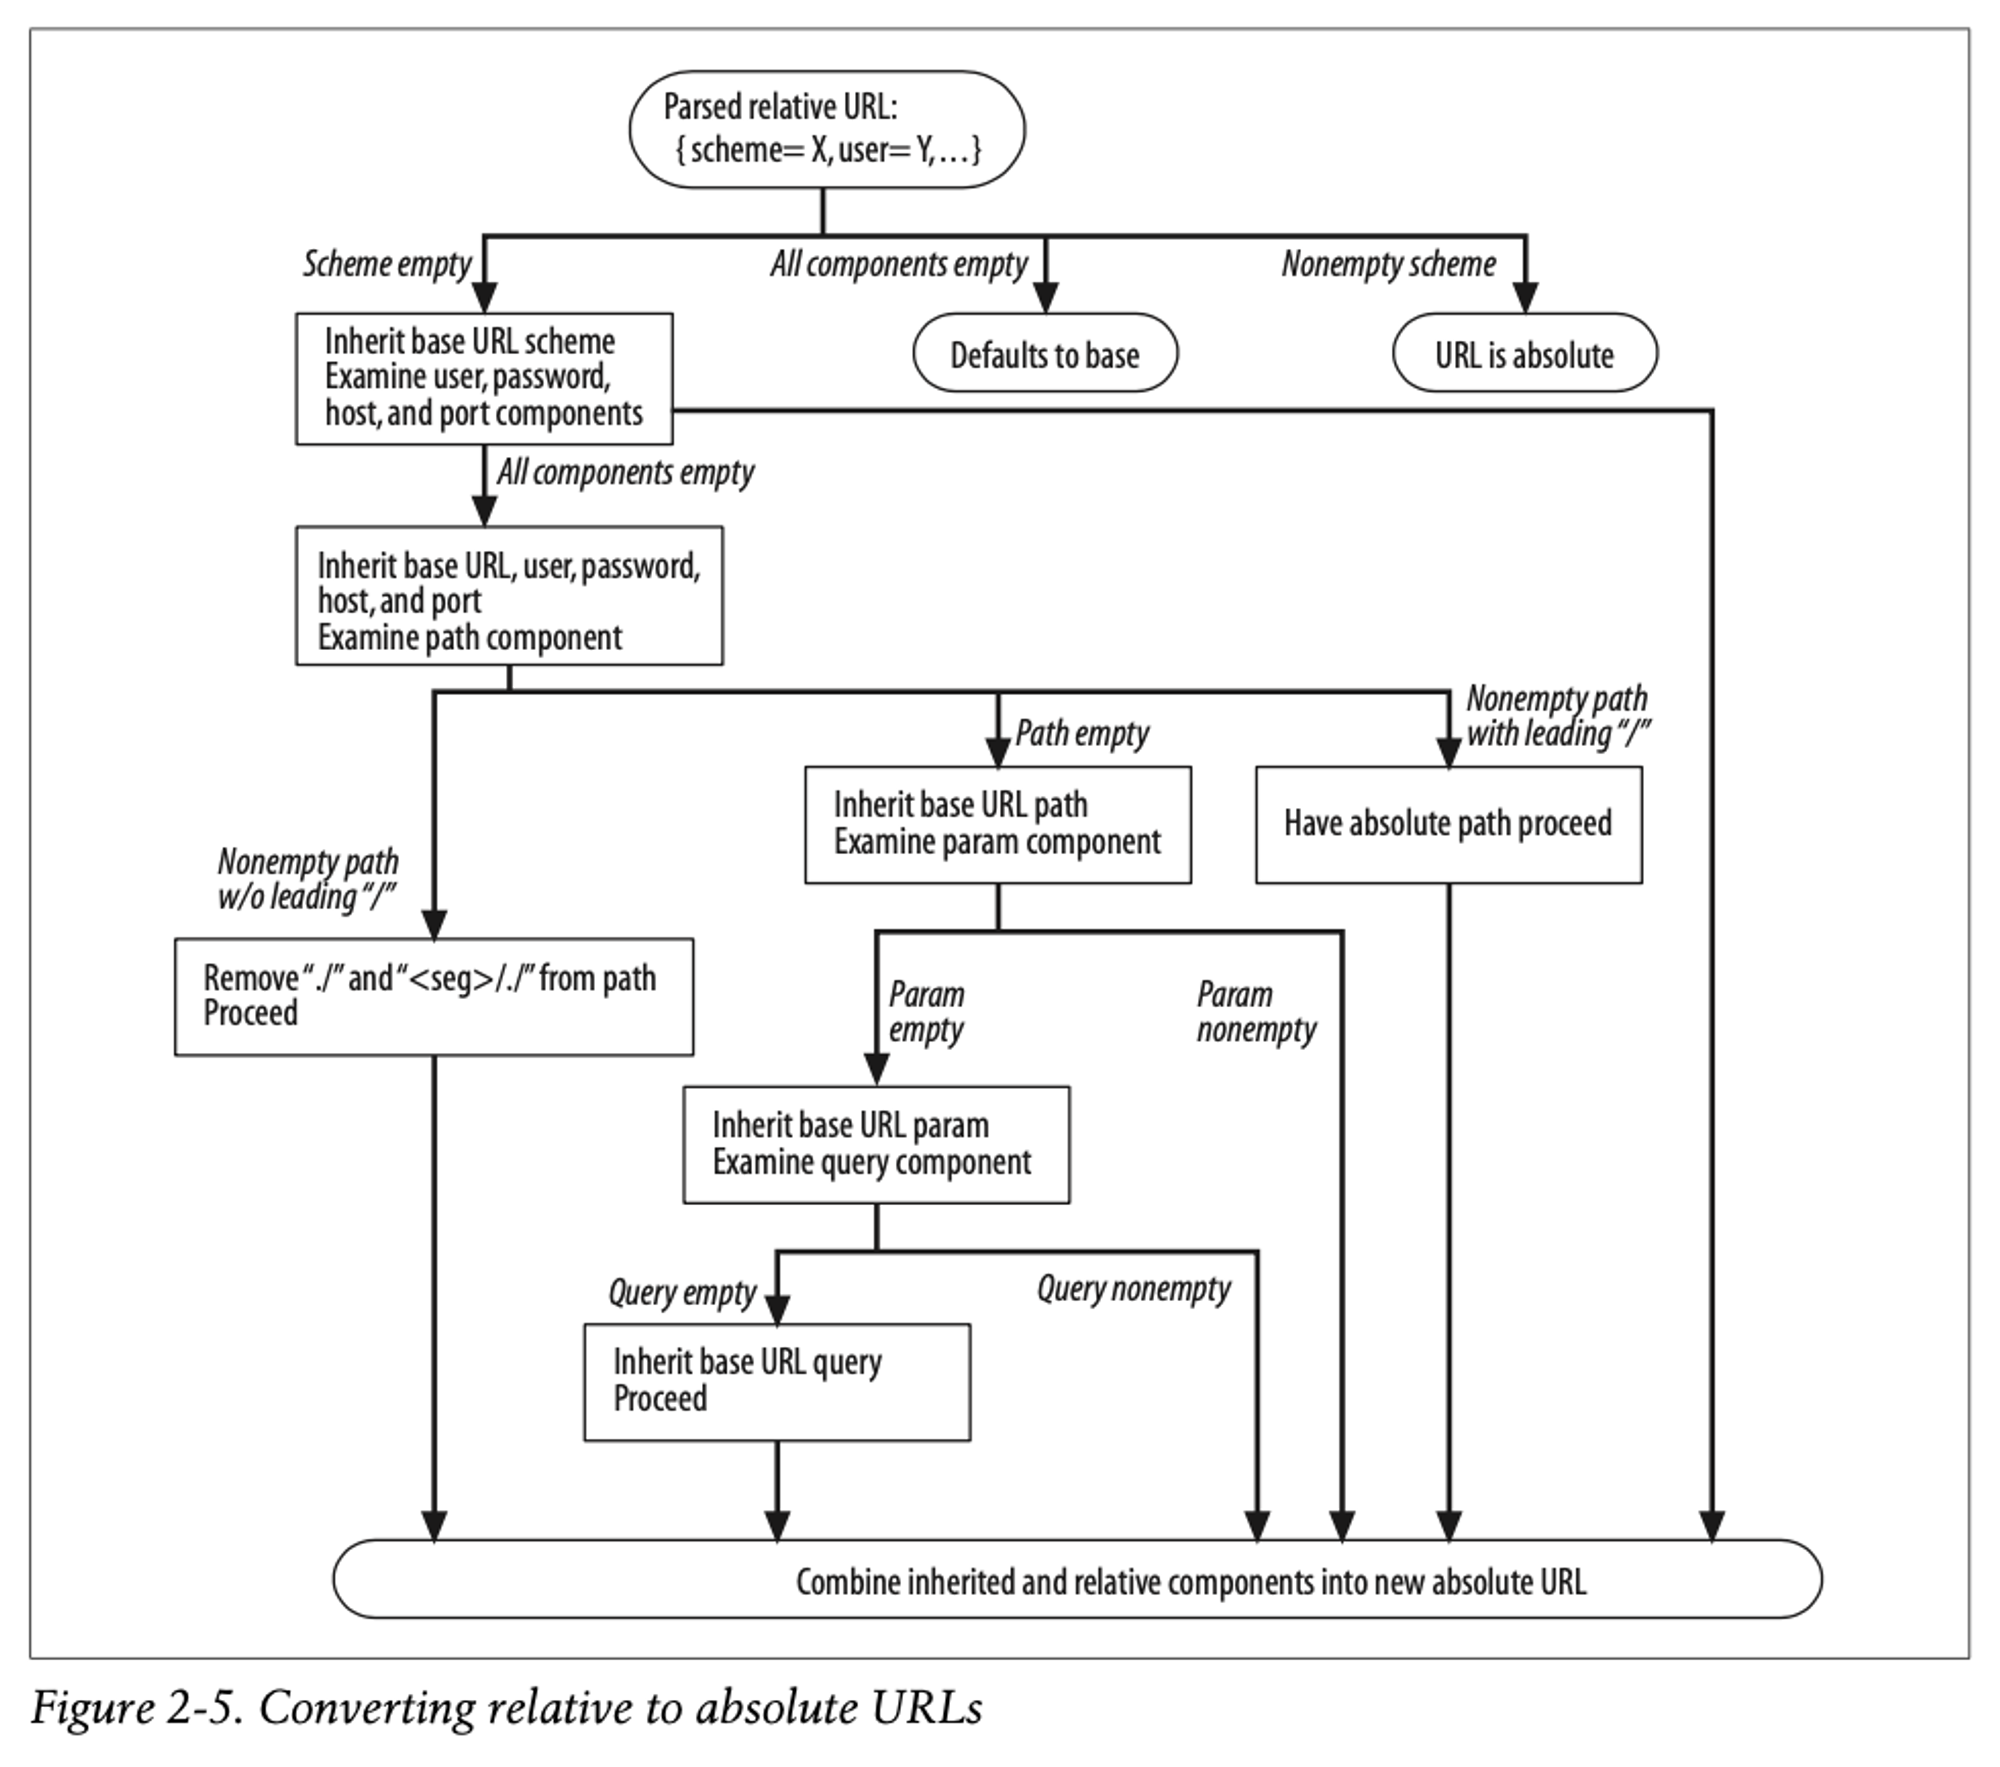 Parsed relative URL:
{ scheme= X, user= Y, . . . }
Scheme empty
All components empty
Nonempty scheme
Inherit base URL scheme
Examine user, password,
host, and port components
Defaults to base
URL is absolute
All components empty
Inherit base URL, user, password,
host, and port
Examine path component
Nonempty path
with leading “/”
Path empty
Inherit base URL path
Examine param component
Have absolute path proceed
Nonempty path
w/o leading “/”
Remove “./” and “<seg>/./” from path
Proceed
Param
empty
Param
nonempty
Inherit base URL param
Examine query component
Query empty
Query nonempty
Inherit base URL query
Proceed
Combine inherited and relative components into new absolute URL
Figure 2-5. Converting relative to absolute URLs